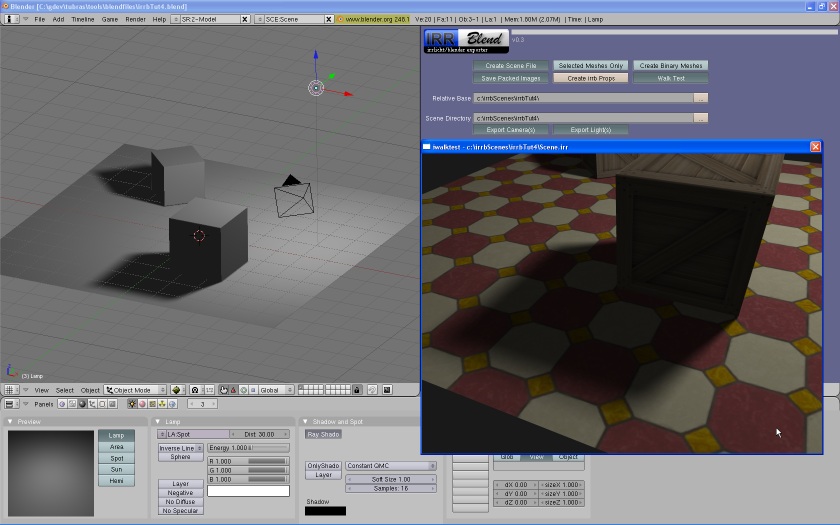 Blender [C:\gdev\tubras\tools\blendfiles\irrbTut4.blend]
File Add Timeline Game Render Help SR:2-Model SCE:Scene www.blender.org 246.1 Ve:20 | Fa:11 | Ob:3-1 | La:1 | Mem:1.80M (2.07M) | Time: | Lamp
IRR Blend v0.3
irrlicht/blender exporter
Create Scene File Selected Meshes Only Create Binary Meshes
Save Packed Images Create irrb Props Walk Test
Relative Base c:\irrbScenes\irrbTut4\ ...
Scene Directory c:\irrbScenes\irrbTut4\ ...
Export Camera(s) Export Light(s)
iwalktest - c:\irrbScenes\irrbTut4\Scene.irr
(3) Lamp
View Select Object Object Mode Global
Panels 3
Preview
Lamp
Area
Spot
Sun
Hemi
Lamp
LA:Spot Dist: 30.00
Inverse Line Energy 1.000
Sphere
R 1.000
G 1.000
B 1.000
Layer
Negative
No Diffuse
No Specular
Shadow and Spot
Ray Shado
OnlyShado Constant QMC
Layer Soft Size 1.00
Samples: 16
Shadow
Glob View Object
dX 0.00 sizeX 1.000
dY 0.00 sizeY 1.000
dZ 0.00 sizeZ 1.000